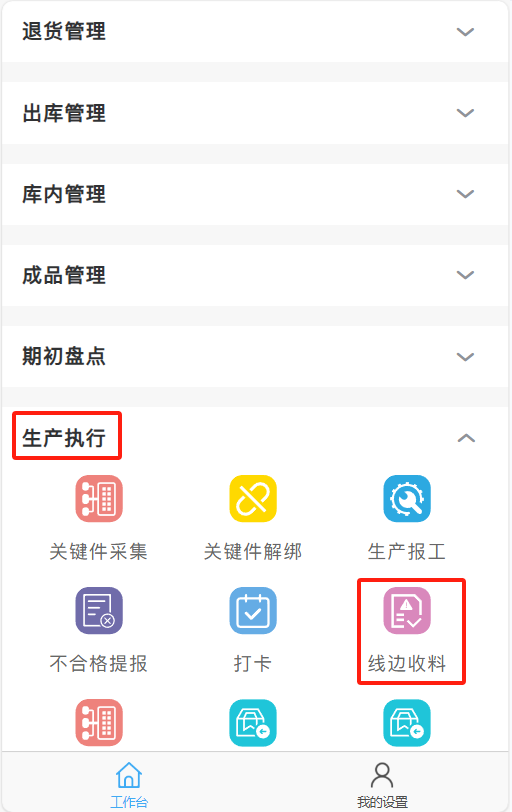 退货管理
出库管理
库内管理
成品管理
期初盘点
生产执行
关键件采集 关键件解绑 生产报工
不合格提报 打卡 线边收料
工作台 我的设置